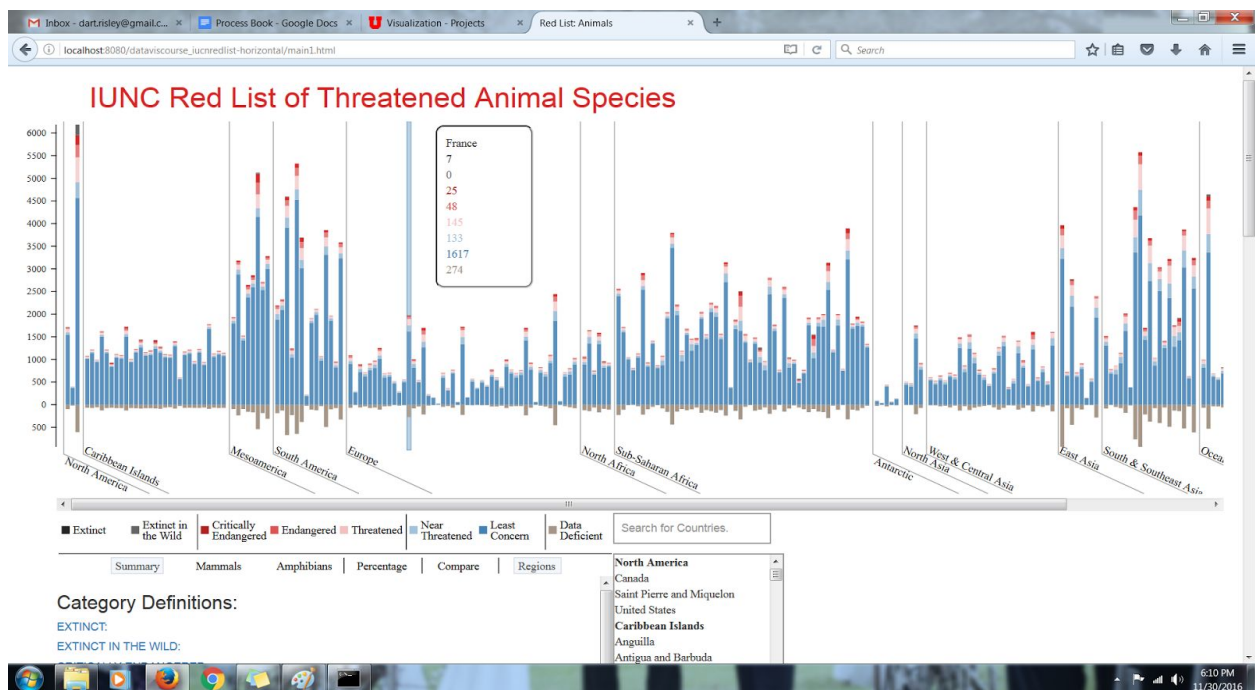 Inbox - dart.risley@gmail.c... ×
Process Book - Google Docs ×
Visualization - Projects ×
Red List: Animals ×
+
localhost:8080/dataviscourse_iucnredlist-horizontal/main1.html
Search
IUNC Red List of Threatened Animal Species
6000
5500
5000
4500
4000
3500
3000
2500
2000
1500
1000
500
0
500
France
7
0
25
48
145
133
1617
274
North America
Caribbean Islands
Mesoamerica
South America
Europe
North Africa
Sub-Saharan Africa
Antarctic
North Asia
West & Central Asia
East Asia
South & Southeast Asia
Ocea
Extinct
Extinct in
the Wild
Critically
Endangered
Endangered
Threatened
Near
Threatened
Least
Concern
Data
Deficient
Search for Countries.
Summary
Mammals
Amphibians
Percentage
Compare
Regions
North America
Canada
Saint Pierre and Miquelon
United States
Caribbean Islands
Anguilla
Antigua and Barbuda
Category Definitions:
EXTINCT:
EXTINCT IN THE WILD:
6:10 PM
11/30/2016